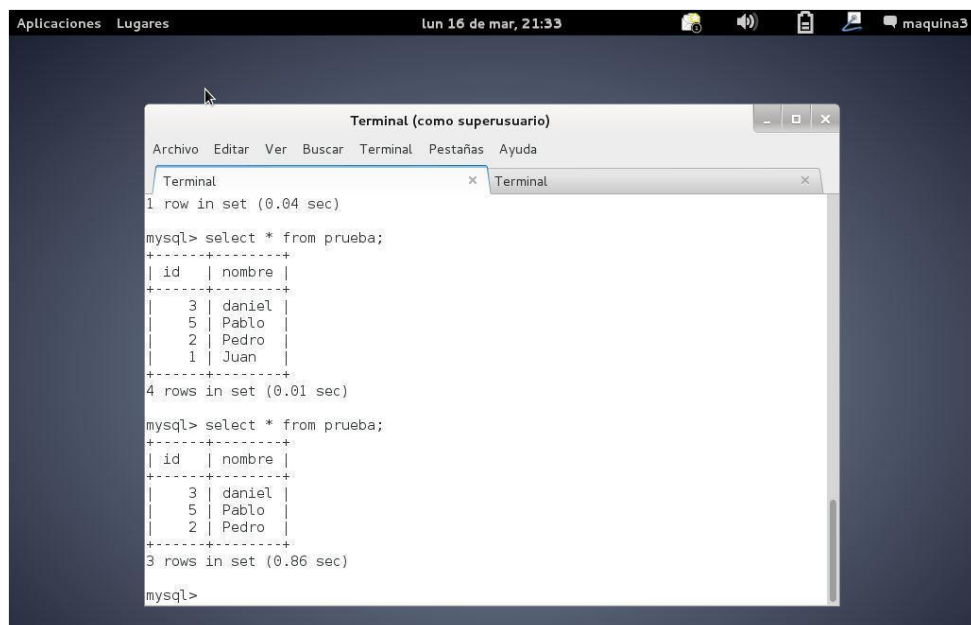 Aplicaciones Lugares lun 16 de mar, 21:33 maquina3
Terminal (como superusuario)
Archivo Editar Ver Buscar Terminal Pestañas Ayuda
Terminal Terminal
1 row in set (0.04 sec)
mysql> select * from prueba;
+------+--------+
| id   | nombre |
+------+--------+
|    3 | daniel |
|    5 | Pablo  |
|    2 | Pedro  |
|    1 | Juan   |
+------+--------+
4 rows in set (0.01 sec)
mysql> select * from prueba;
+------+--------+
| id   | nombre |
+------+--------+
|    3 | daniel |
|    5 | Pablo  |
|    2 | Pedro  |
+------+--------+
3 rows in set (0.86 sec)
mysql>